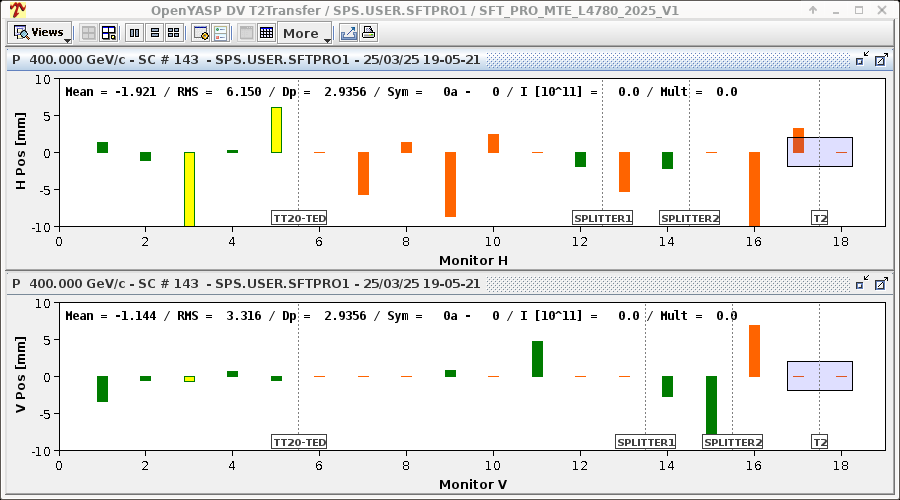 OpenYASP DV T2Transfer / SPS.USER.SFTPRO1 / SFT_PRO_MTE_L4780_2025_V1
Views More
P 400.000 GeV/c - SC # 143 - SPS.USER.SFTPRO1 - 25/03/25 19-05-21
Mean = -1.921 / RMS = 6.150 / Dp = 2.9356 / Sym = 0a - 0 / I [10^11] = 0.0 / Mult = 0.0
H Pos [mm]
10
5
0
-5
-10
TT20-TED SPLITTER1 SPLITTER2 T2
0 2 4 6 8 10 12 14 16 18
Monitor H
P 400.000 GeV/c - SC # 143 - SPS.USER.SFTPRO1 - 25/03/25 19-05-21
Mean = -1.144 / RMS = 3.316 / Dp = 2.9356 / Sym = 0a - 0 / I [10^11] = 0.0 / Mult = 0.0
V Pos [mm]
10
5
0
-5
-10
TT20-TED SPLITTER1 SPLITTER2 T2
0 2 4 6 8 10 12 14 16 18
Monitor V